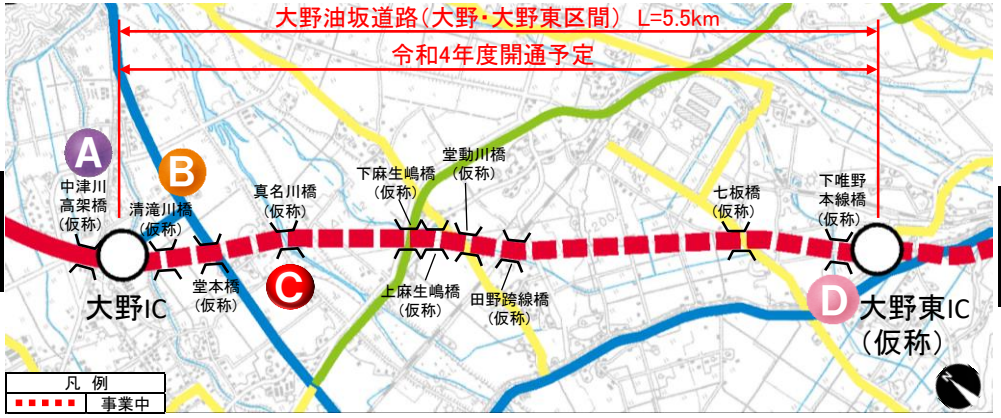 大野油坂道路(大野・大野東区間) L=5.5km
令和4年度開通予定
A
中津川
高架橋
(仮称)
B
清滝川橋
(仮称)
堂本橋
(仮称)
真名川橋
(仮称)
C
下麻生嶋橋
(仮称)
上麻生嶋橋
(仮称)
堂動川橋
(仮称)
田野跨線橋
(仮称)
七板橋
(仮称)
下唯野
本線橋
(仮称)
D
大野IC
大野東IC
(仮称)
凡 例
事業中
N